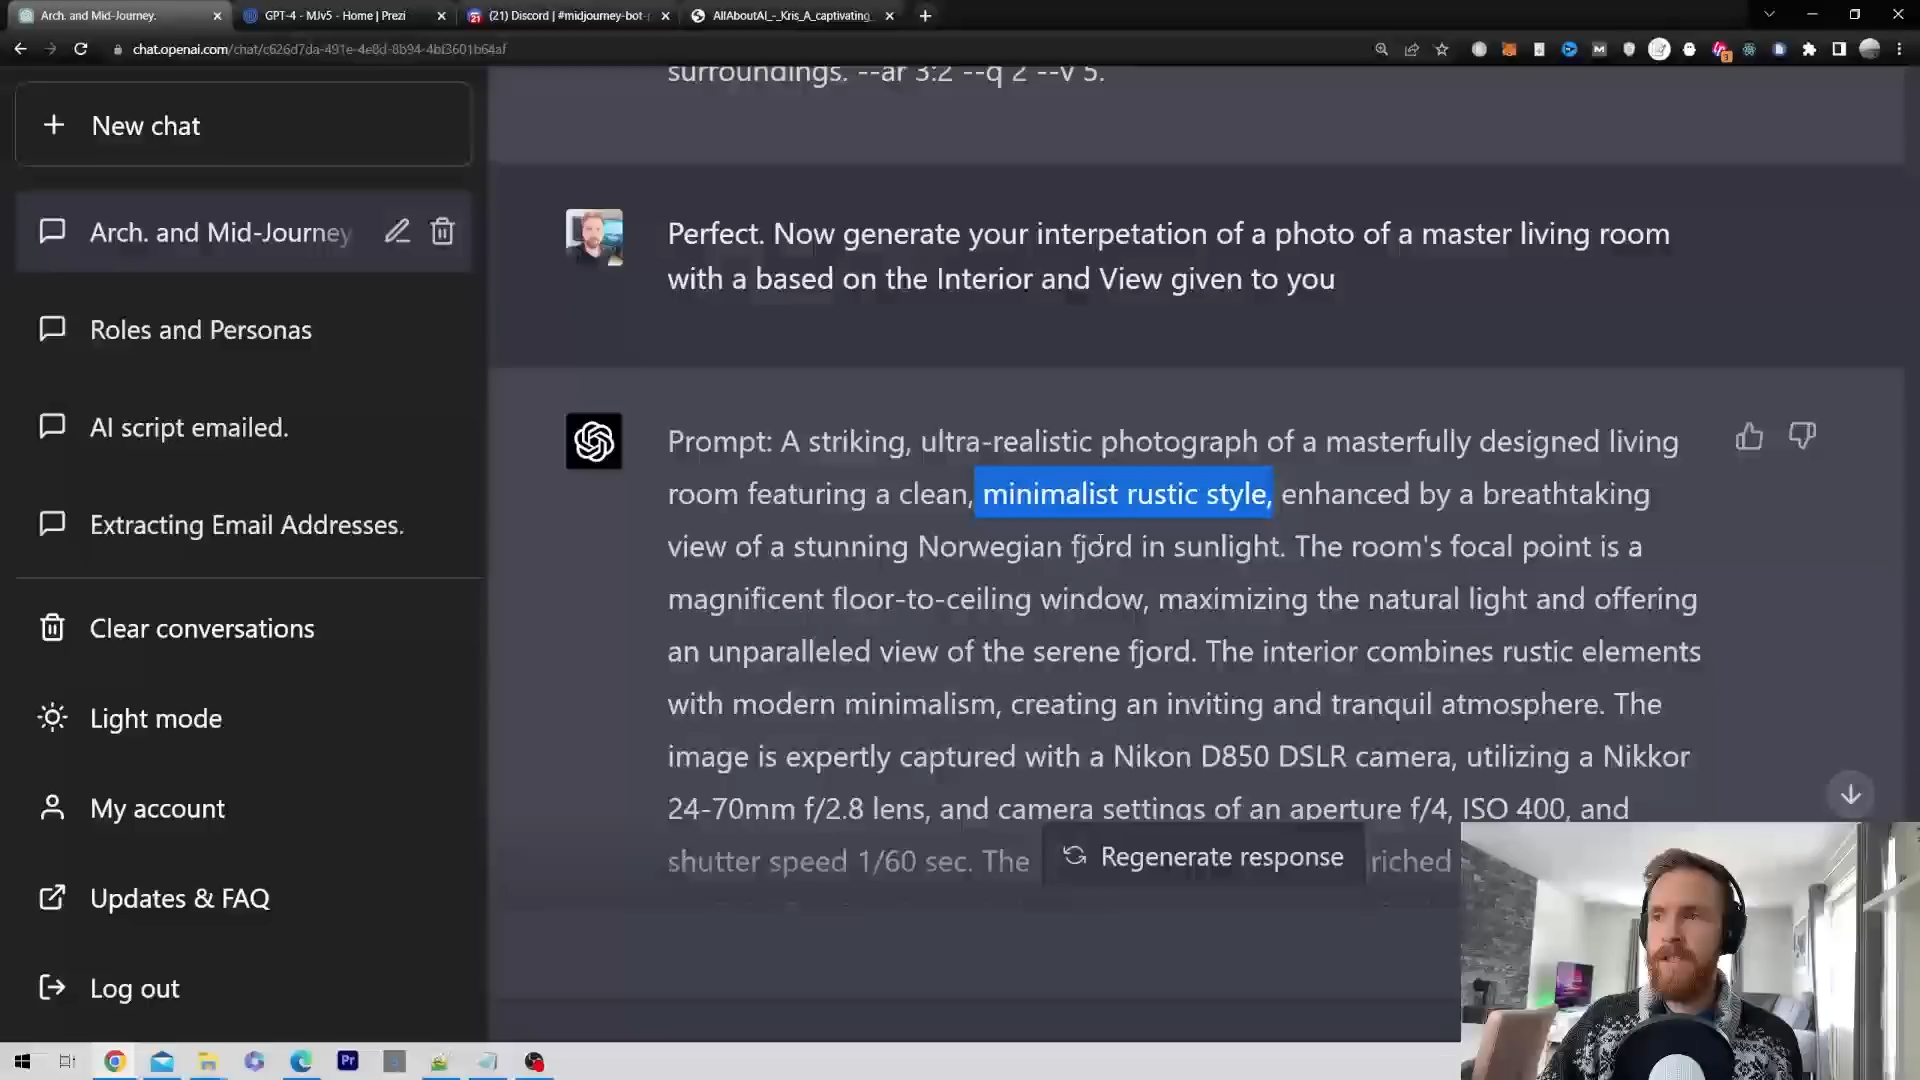 Arch. and Mid-Journey.
GPT-4 - MJv5 - Home | Prezi
(21) Discord | #midjourney-bot-
AllAboutAI_-_Kris_A_captivating_
chat.openai.com/chat/c626d7da-491e-4e8d-8b94-4bf3601b64af
surroundings. --ar 3:2 --q 2 --v 5.
New chat
Arch. and Mid-Journey
Roles and Personas
AI script emailed.
Extracting Email Addresses.
Clear conversations
Light mode
My account
Updates & FAQ
Log out
Perfect. Now generate your interpetation of a photo of a master living room
with a based on the Interior and View given to you
Prompt: A striking, ultra-realistic photograph of a masterfully designed living
room featuring a clean, minimalist rustic style, enhanced by a breathtaking
view of a stunning Norwegian fjord in sunlight. The room's focal point is a
magnificent floor-to-ceiling window, maximizing the natural light and offering
an unparalleled view of the serene fjord. The interior combines rustic elements
with modern minimalism, creating an inviting and tranquil atmosphere. The
image is expertly captured with a Nikon D850 DSLR camera, utilizing a Nikkor
24-70mm f/2.8 lens, and camera settings of an aperture f/4, ISO 400, and
shutter speed 1/60 sec. The
riched
Regenerate response
Pr